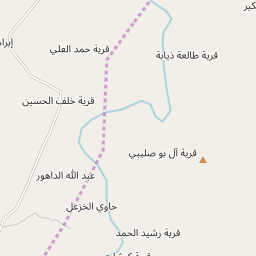 قرية حمد العلي
قرية طالعة ذيابة
قرية خلف الحسين
قرية آل بو صليبي
عبد الله الداهور
حاوي الخزعل
قرية رشيد الحمد